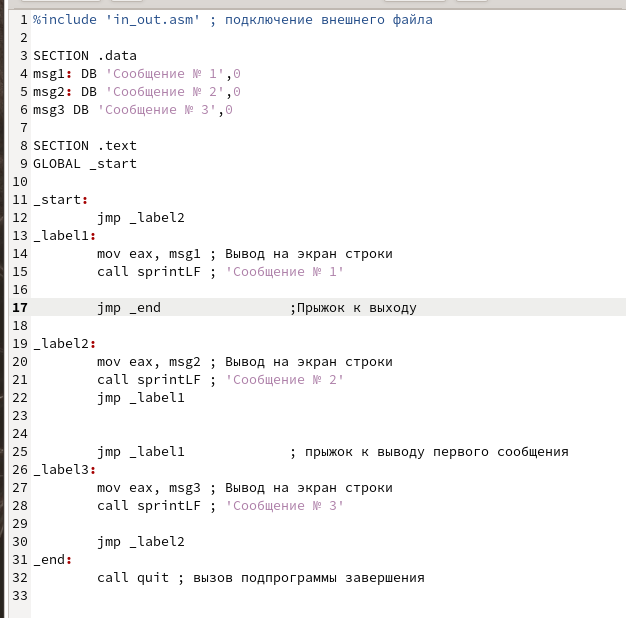 1 %include 'in_out.asm' ; подключение внешнего файла
2
3 SECTION .data
4 msg1: DB 'Сообщение № 1',0
5 msg2: DB 'Сообщение № 2',0
6 msg3 DB 'Сообщение № 3',0
7
8 SECTION .text
9 GLOBAL _start
10
11 _start:
12 jmp _label2
13 _label1:
14 mov eax, msg1 ; Вывод на экран строки
15 call sprintLF ; 'Сообщение № 1'
16
17 jmp _end ;Прыжок к выходу
18
19 _label2:
20 mov eax, msg2 ; Вывод на экран строки
21 call sprintLF ; 'Сообщение № 2'
22 jmp _label1
23
24
25 jmp _label1 ; прыжок к выводу первого сообщения
26 _label3:
27 mov eax, msg3 ; Вывод на экран строки
28 call sprintLF ; 'Сообщение № 3'
29
30 jmp _label2
31 _end:
32 call quit ; вызов подпрограммы завершения
33